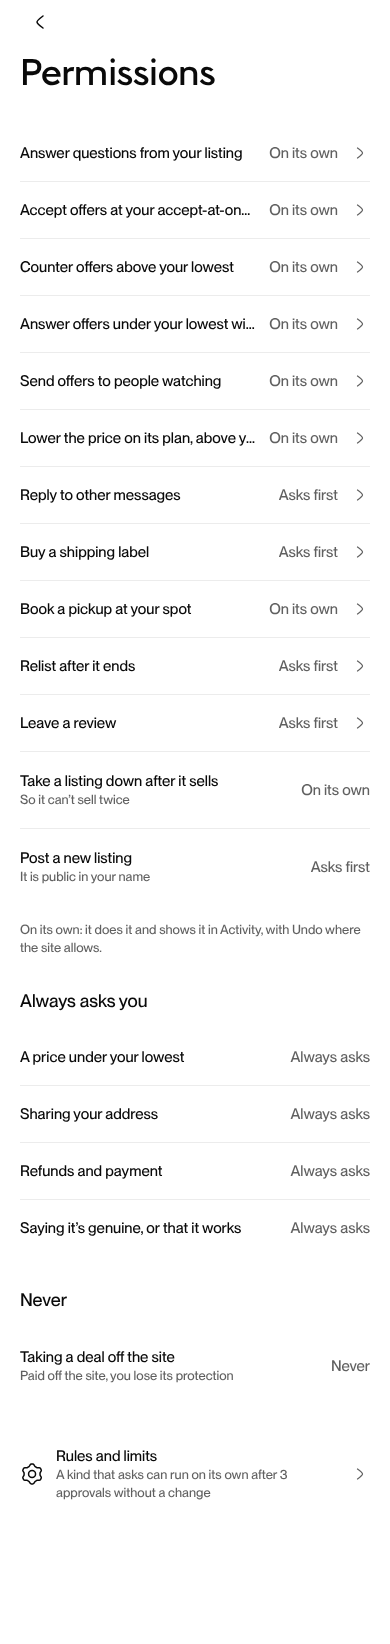 Permissions
Answer questions from your listing On its own
Accept offers at your accept-at-on... On its own
Counter offers above your lowest On its own
Answer offers under your lowest wi... On its own
Send offers to people watching On its own
Lower the price on its plan, above y... On its own
Reply to other messages Asks first
Buy a shipping label Asks first
Book a pickup at your spot On its own
Relist after it ends Asks first
Leave a review Asks first
Take a listing down after it sells On its own
So it can't sell twice
Post a new listing Asks first
It is public in your name
On its own: it does it and shows it in Activity, with Undo where
the site allows.
Always asks you
A price under your lowest Always asks
Sharing your address Always asks
Refunds and payment Always asks
Saying it's genuine, or that it works Always asks
Never
Taking a deal off the site Never
Paid off the site, you lose its protection
Rules and limits
A kind that asks can run on its own after 3
approvals without a change